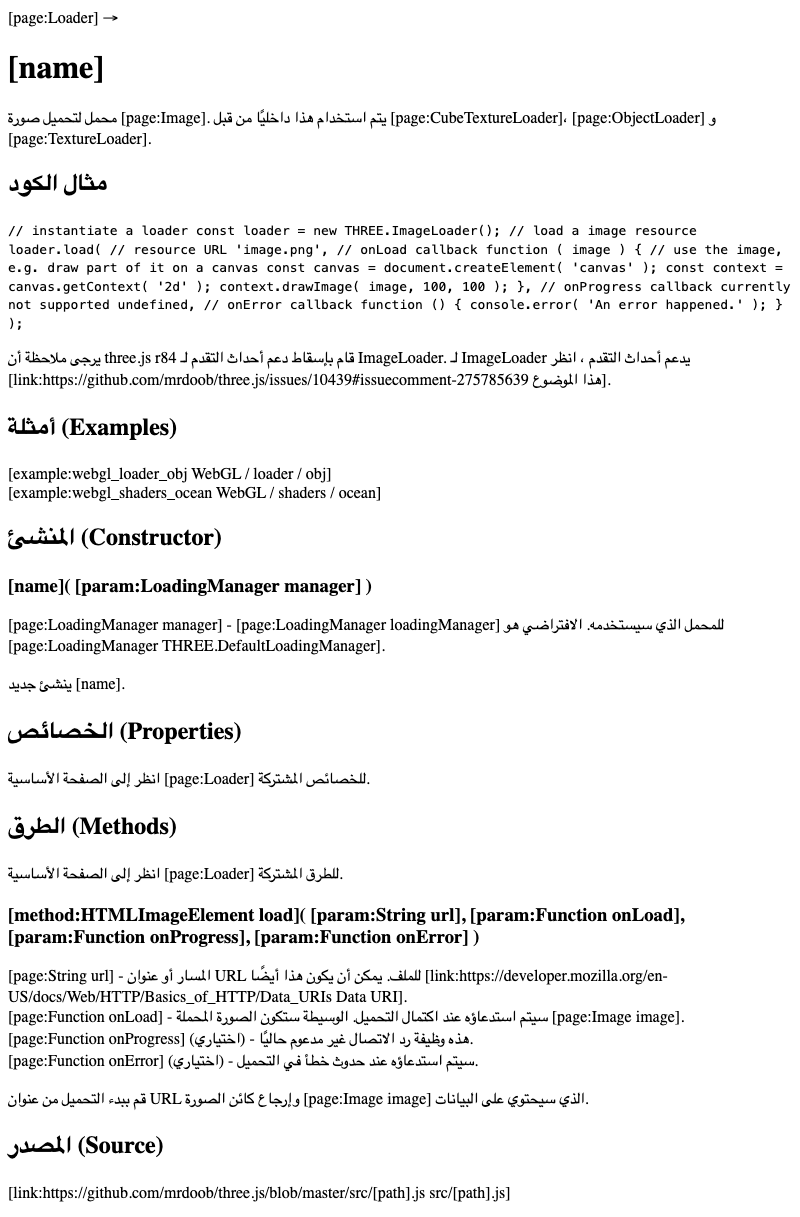 [page:Loader] →
[name]
محمل لتحميل صورة [page:Image]. يتم استخدام هذا داخليًا من قبل [page:CubeTextureLoader]، [page:ObjectLoader] و
[page:TextureLoader].
مثال الكود
// instantiate a loader const loader = new THREE.ImageLoader(); // load a image resource
loader.load( // resource URL 'image.png', // onLoad callback function ( image ) { // use the image,
e.g. draw part of it on a canvas const canvas = document.createElement( 'canvas' ); const context =
canvas.getContext( '2d' ); context.drawImage( image, 100, 100 ); }, // onProgress callback currently
not supported undefined, // onError callback function () { console.error( 'An error happened.' ); }
);
يرجى ملاحظة أن three.js r84 قام بإسقاط دعم أحداث التقدم لـ ImageLoader. لـ ImageLoader يدعم أحداث التقدم ، انظر
[link:https://github.com/mrdoob/three.js/issues/10439#issuecomment-275785639 هذا الموضوع].
أمثلة (Examples)
[example:webgl_loader_obj WebGL / loader / obj]
[example:webgl_shaders_ocean WebGL / shaders / ocean]
المنشئ (Constructor)
[name]( [param:LoadingManager manager] )
[page:LoadingManager manager] - [page:LoadingManager loadingManager] للمحمل الذي سيستخدمه. الافتراضي هو
[page:LoadingManager THREE.DefaultLoadingManager].
ينشئ جديد [name].
الخصائص (Properties)
انظر إلى الصفحة الأساسية [page:Loader] للخصائص المشتركة.
الطرق (Methods)
انظر إلى الصفحة الأساسية [page:Loader] للطرق المشتركة.
[method:HTMLImageElement load]( [param:String url], [param:Function onLoad],
[param:Function onProgress], [param:Function onError] )
[page:String url] - المسار أو عنوان URL للملف. يمكن أن يكون هذا أيضًا [link:https://developer.mozilla.org/en-
US/docs/Web/HTTP/Basics_of_HTTP/Data_URIs Data URI].
[page:Function onLoad] - سيتم استدعاؤه عند اكتمال التحميل. الوسيطة ستكون الصورة المحملة [page:Image image].
[page:Function onProgress] (اختياري) - هذه وظيفة رد الاتصال غير مدعوم حاليًا.
[page:Function onError] (اختياري) - سيتم استدعاؤه عند حدوث خطأ في التحميل.
قم ببدء التحميل من عنوان URL وإرجاع كائن الصورة [page:Image image] الذي سيحتوي على البيانات.
المصدر (Source)
[link:https://github.com/mrdoob/three.js/blob/master/src/[path].js src/[path].js]